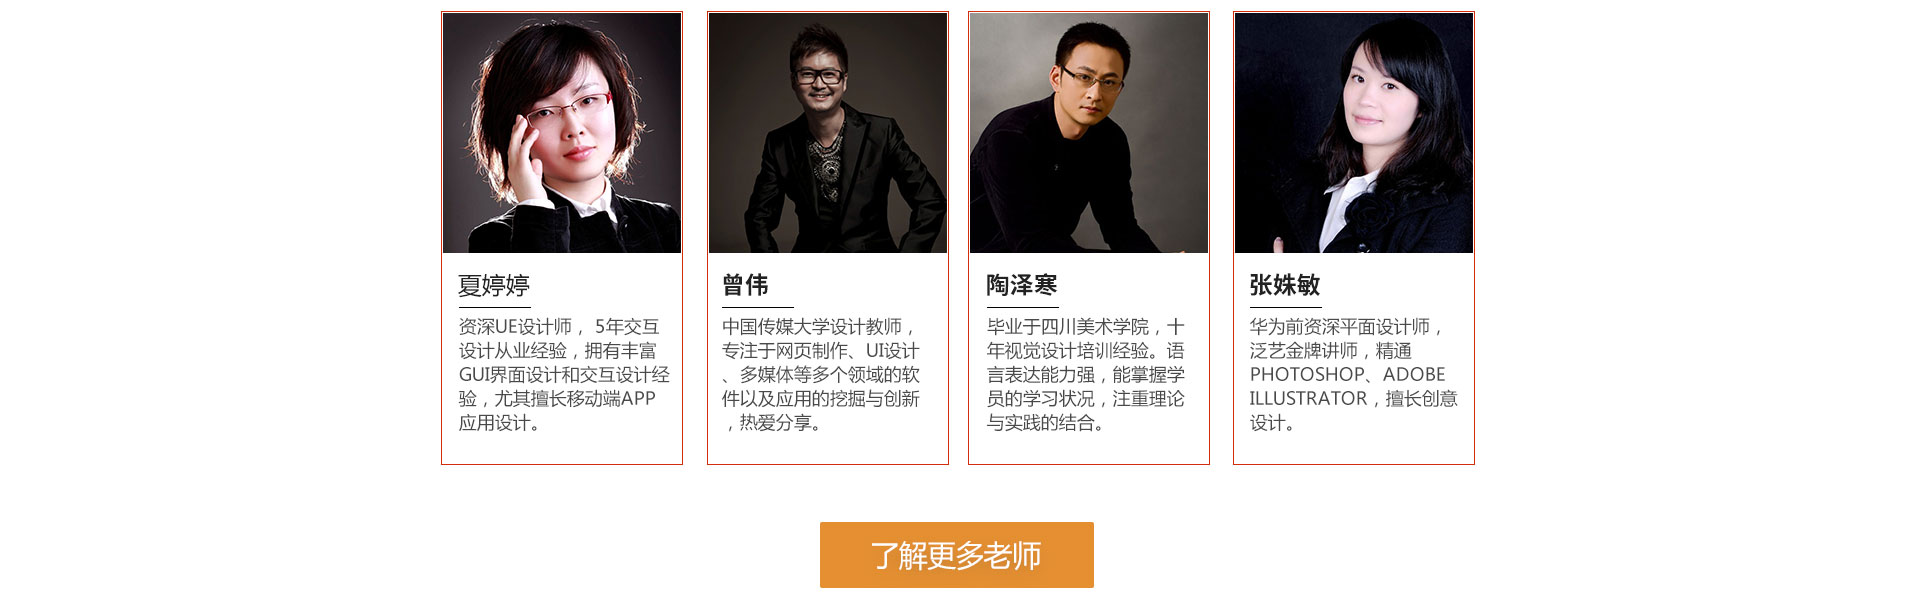 夏婷婷
资深UE设计师， 5年交互
设计从业经验，拥有丰富
GUI界面设计和交互设计经
验，尤其擅长移动端APP
应用设计。
曾伟
中国传媒大学设计教师，
专注于网页制作、UI设计
、多媒体等多个领域的软
件以及应用的挖掘与创新
，热爱分享。
陶泽寒
毕业于四川美术学院，十
年视觉设计培训经验。语
言表达能力强，能掌握学
员的学习状况，注重理论
与实践的结合。
张姝敏
华为前资深平面设计师，
泛艺金牌讲师，精通
PHOTOSHOP、ADOBE
ILLUSTRATOR，擅长创意
设计。
了解更多老师